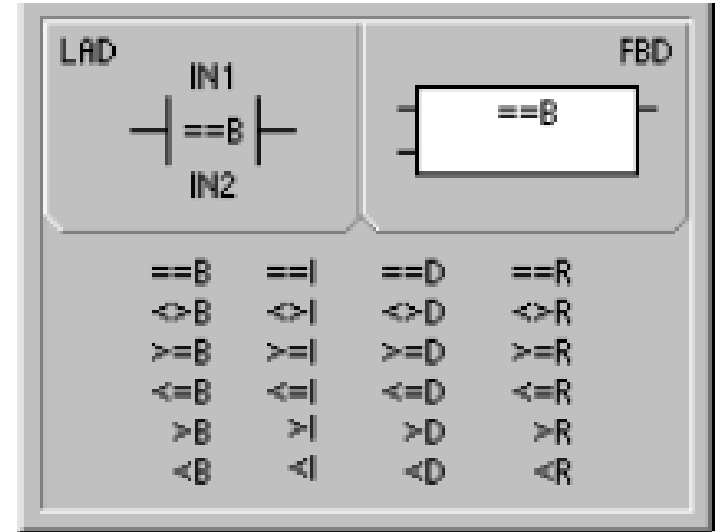 LAD FBD
IN1
==B ==B
IN2
==B ==I ==D ==R
<>B <>I <>D <>R
>=B >=I >=D >=R
<=B <=I <=D <=R
>B >I >D >R
<B <I <D <R